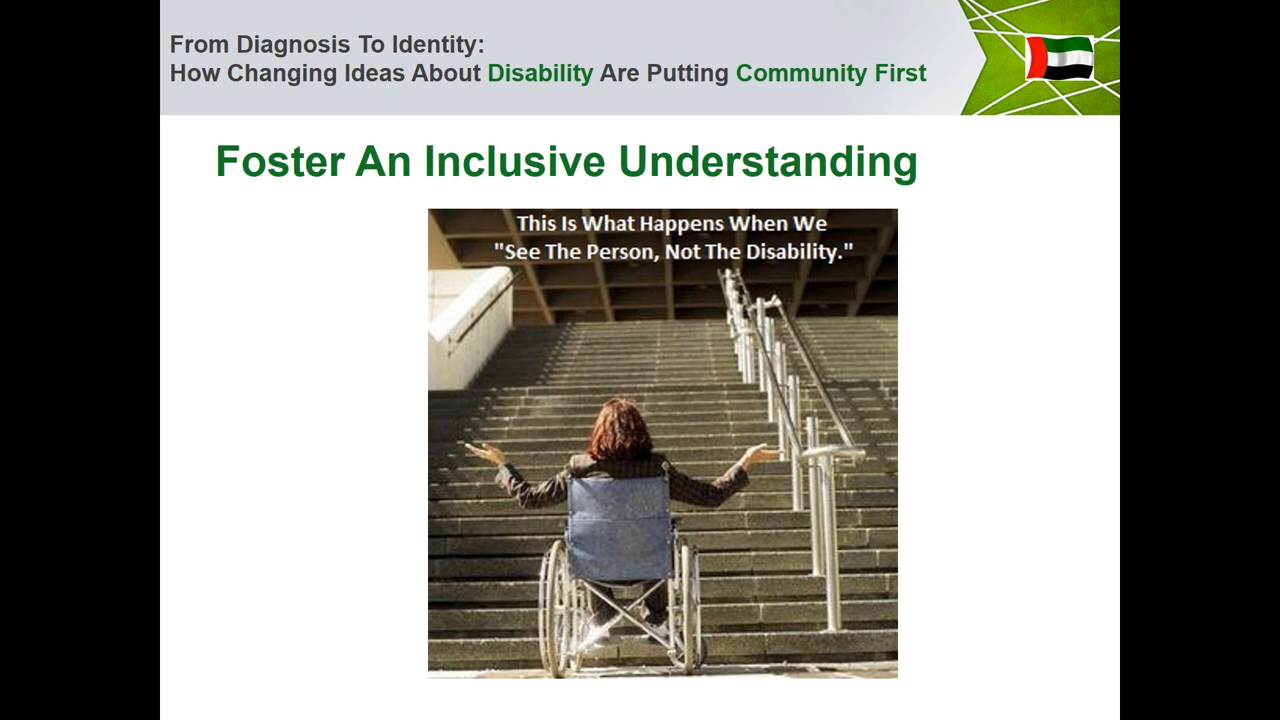 From Diagnosis To Identity:
How Changing Ideas About Disability Are Putting Community First
Foster An Inclusive Understanding
This Is What Happens When We
"See The Person, Not The Disability."